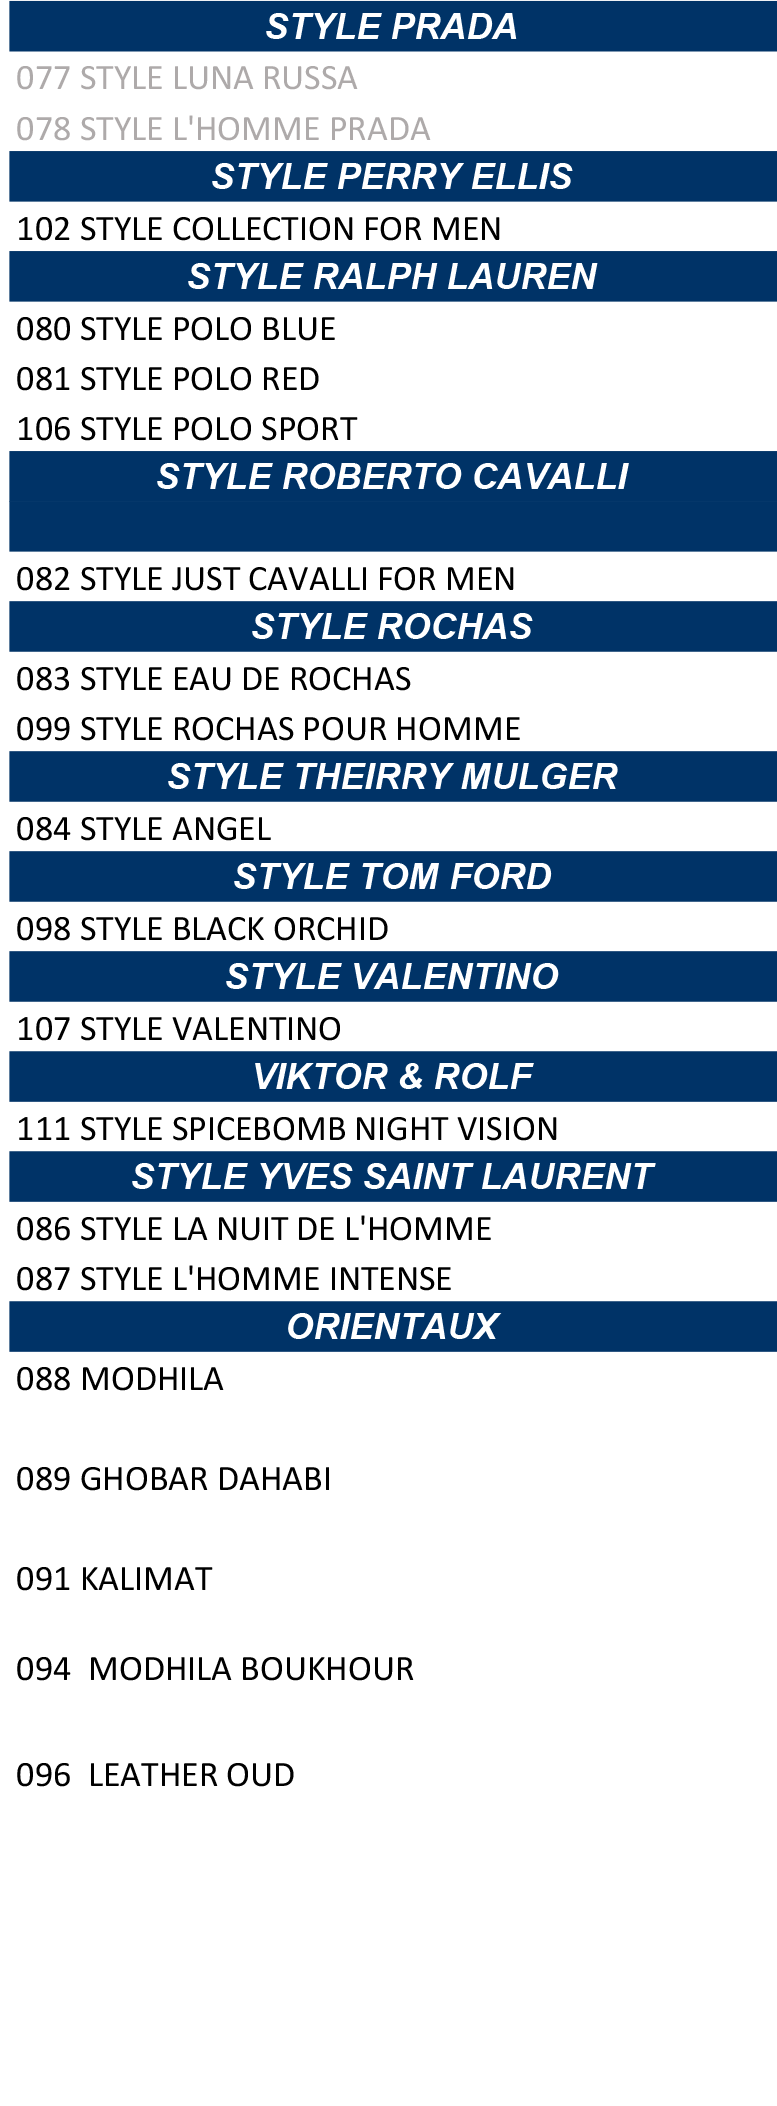 STYLE PRADA
077 STYLE LUNA RUSSA
078 STYLE L'HOMME PRADA
STYLE PERRY ELLIS
102 STYLE COLLECTION FOR MEN
STYLE RALPH LAUREN
080 STYLE POLO BLUE
081 STYLE POLO RED
106 STYLE POLO SPORT
STYLE ROBERTO CAVALLI
082 STYLE JUST CAVALLI FOR MEN
STYLE ROCHAS
083 STYLE EAU DE ROCHAS
099 STYLE ROCHAS POUR HOMME
STYLE THEIRRY MULGER
084 STYLE ANGEL
STYLE TOM FORD
098 STYLE BLACK ORCHID
STYLE VALENTINO
107 STYLE VALENTINO
VIKTOR & ROLF
111 STYLE SPICEBOMB NIGHT VISION
STYLE YVES SAINT LAURENT
086 STYLE LA NUIT DE L'HOMME
087 STYLE L'HOMME INTENSE
ORIENTAUX
088 MODHILA
089 GHOBAR DAHABI
091 KALIMAT
094  MODHILA BOUKHOUR
096  LEATHER OUD